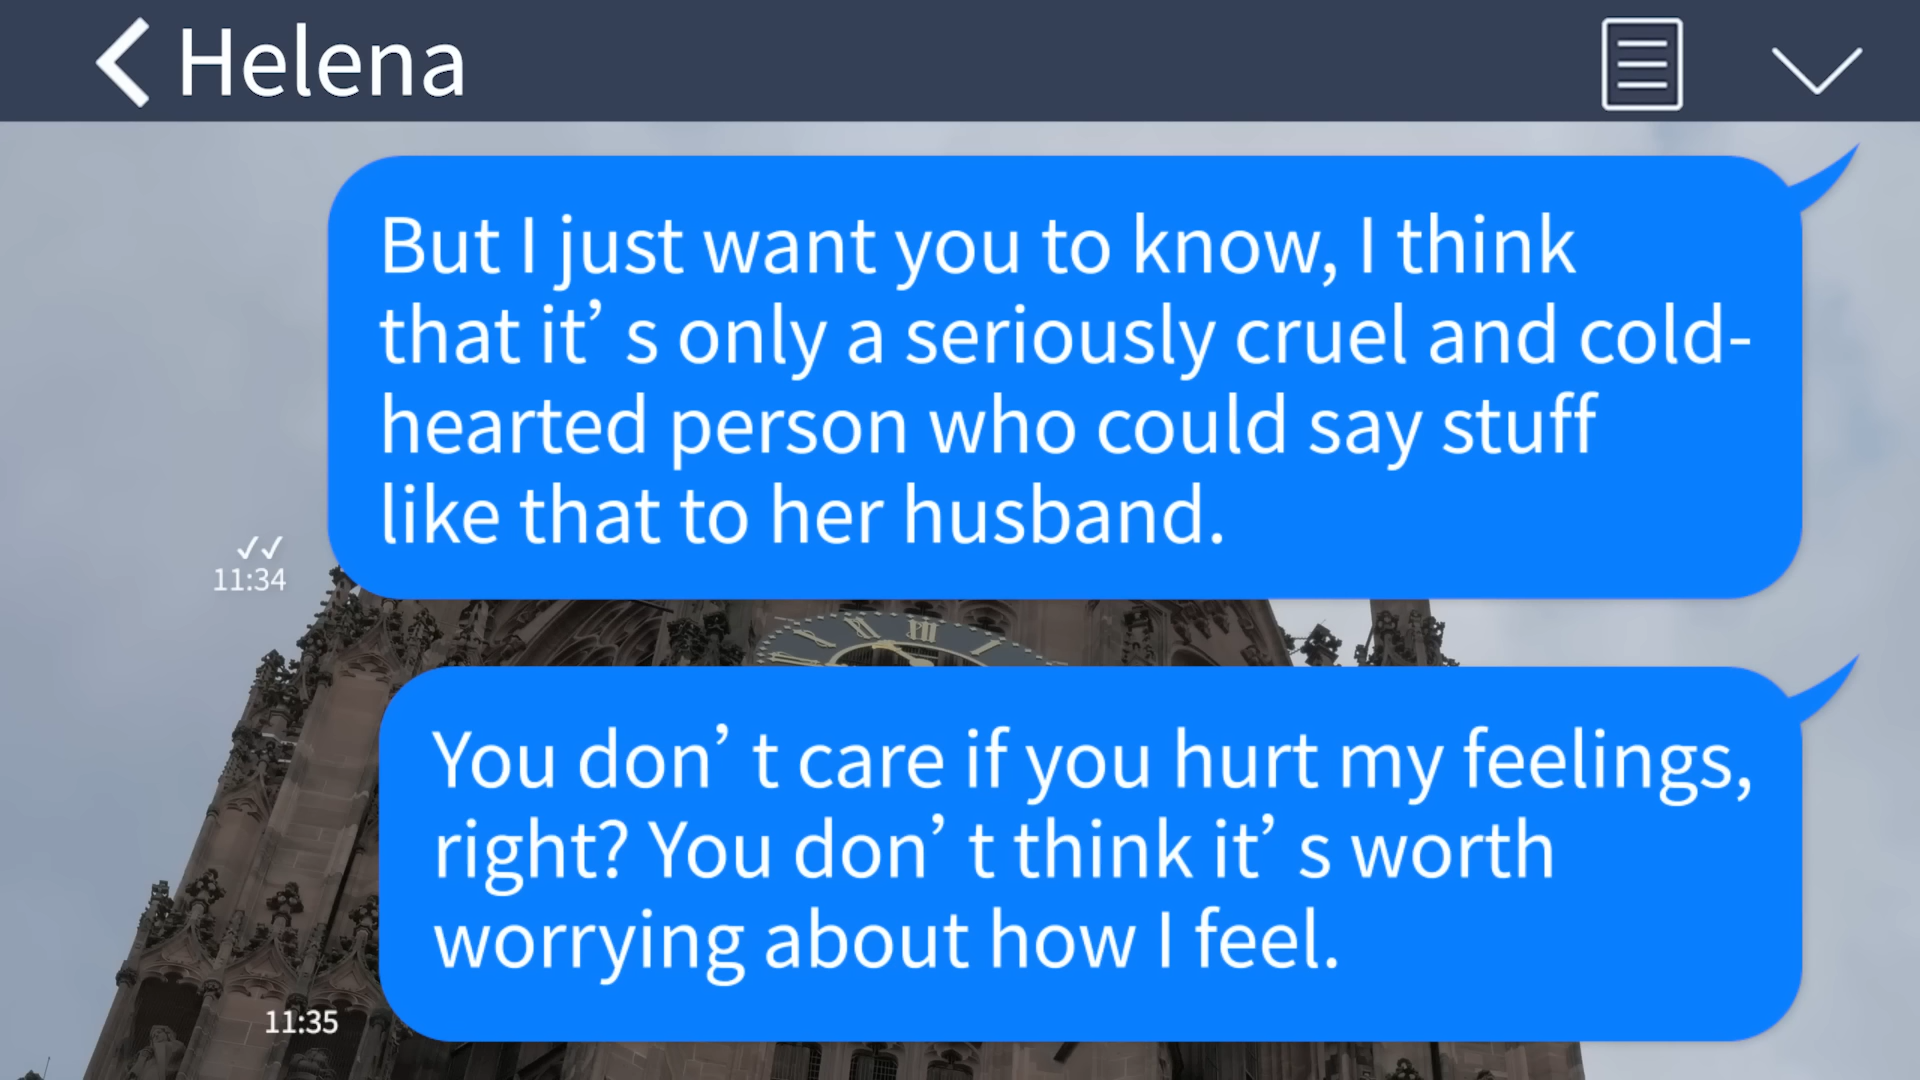 Helena
But I just want you to know, I think
that it’s only a seriously cruel and cold-
hearted person who could say stuff
like that to her husband.
11:34
You don’t care if you hurt my feelings,
right? You don’t think it’s worth
worrying about how I feel.
11:35